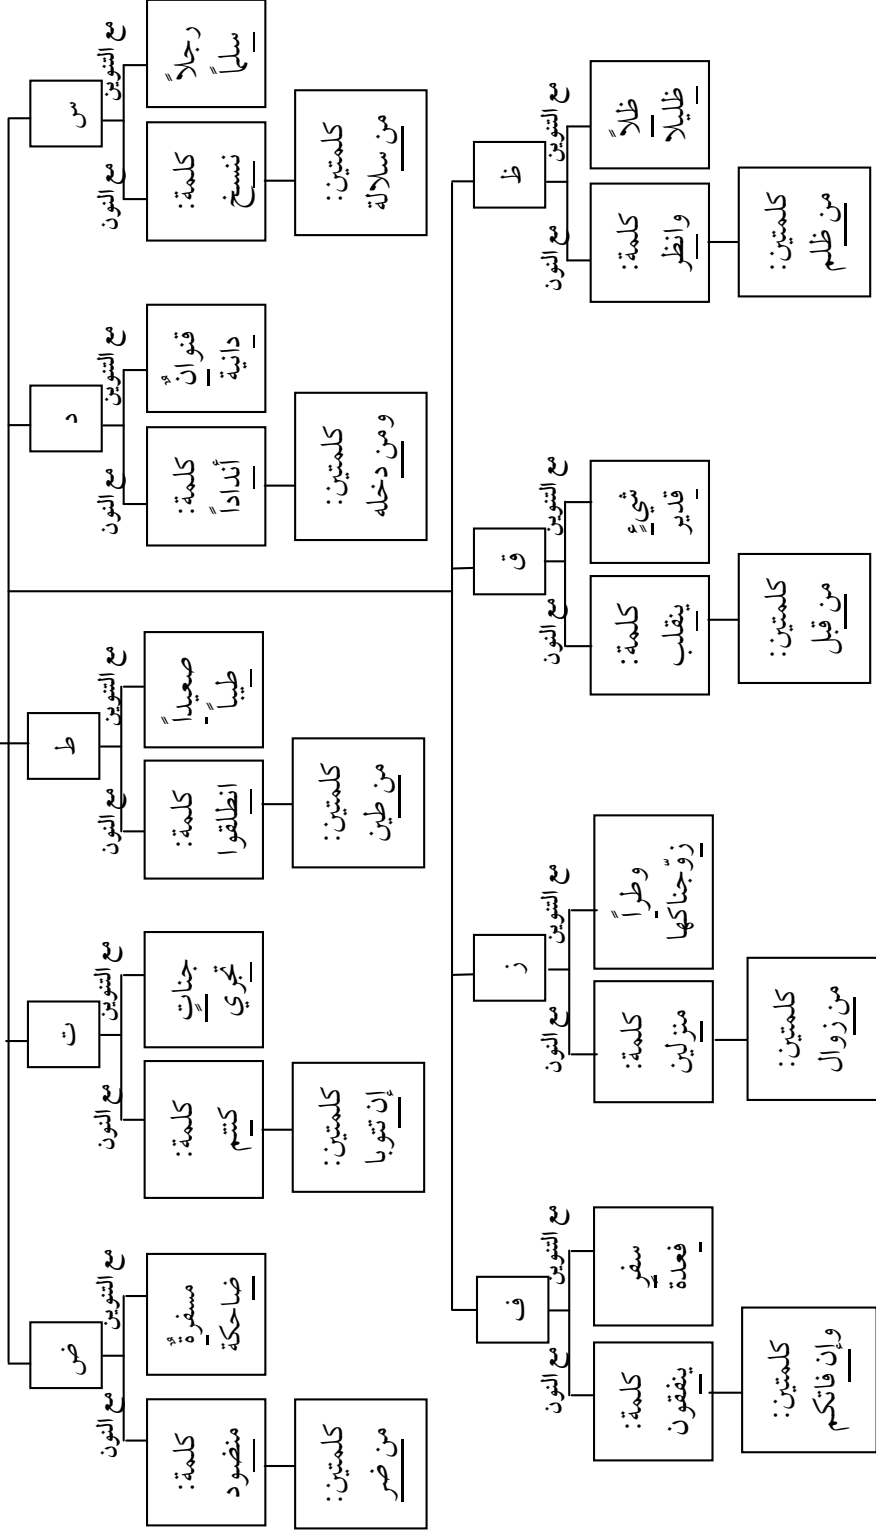 س
مع التنوين
رجلاً
سلماً
مع النون
كلمة:
ننسخ
كلمتين:
من سلالة
د
مع التنوين
قنوانٌ
دانية
مع النون
كلمة:
أنداداً
كلمتين:
ومن دخله
ط
مع التنوين
صعيداً
طيباً
مع النون
كلمة:
انطلقوا
كلمتين:
من طين
ت
مع التنوين
جناتٍ
تجري
مع النون
كلمة:
كنتم
كلمتين:
إن تتوبا
ض
مع التنوين
مسفرةٌ
ضاحكة
مع النون
كلمة:
منضود
كلمتين:
من ضر
ظ
مع التنوين
ظلاً
ظليلا
مع النون
كلمة:
وانظر
كلمتين:
من ظلم
ق
مع التنوين
شيءٍ
قدير
مع النون
كلمة:
ينقلب
كلمتين:
من قبل
ز
مع التنوين
وطراً
زوّجناكها
مع النون
كلمة:
منزلين
كلمتين:
من زوال
ف
مع التنوين
سفرٍ
فعدة
مع النون
كلمة:
ينفقون
كلمتين:
وإن فاتكم